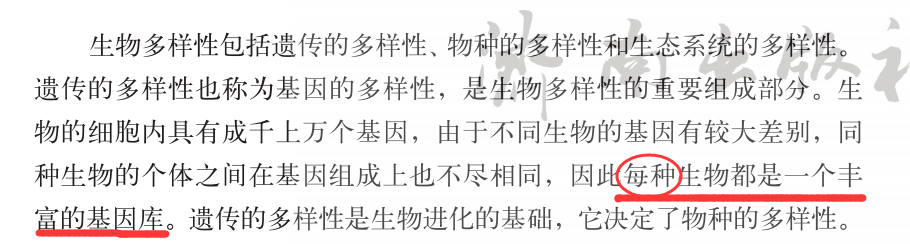 生物多样性包括遗传的多样性、物种的多样性和生态系统的多样性。
遗传的多样性也称为基因的多样性，是生物多样性的重要组成部分。生
物的细胞内具有成千上万个基因，由于不同生物的基因有较大差别，同
种生物的个体之间在基因组成上也不尽相同，因此每种生物都是一个丰
富的基因库。遗传的多样性是生物进化的基础，它决定了物种的多样性。
济南出版社